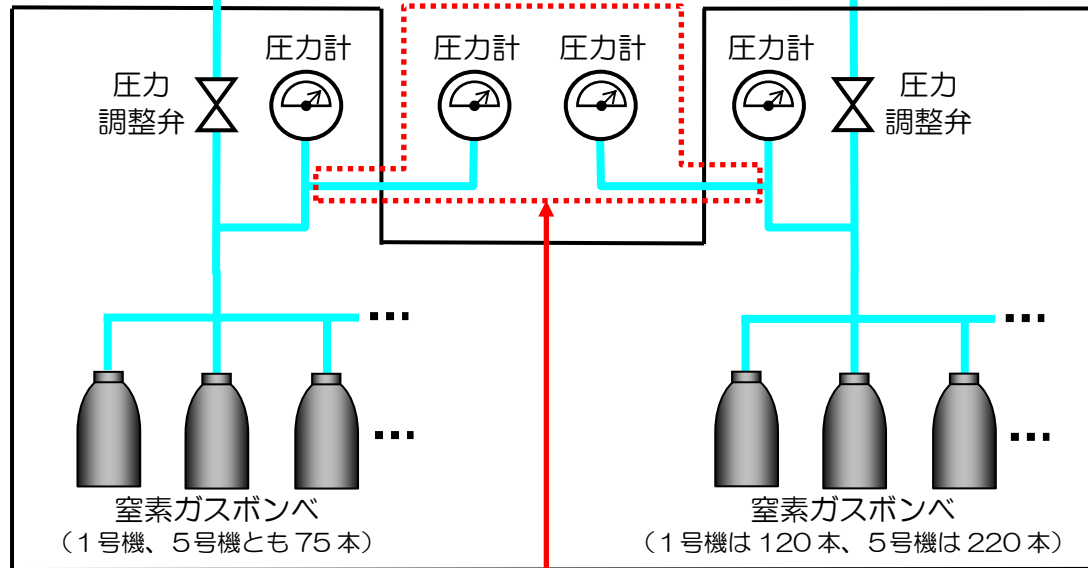 圧力計
圧力計
圧力計
圧力計
圧力
調整弁
圧力
調整弁
窒素ガスボンベ
（１号機、５号機とも75本）
窒素ガスボンベ
（１号機は120本、５号機は220本）